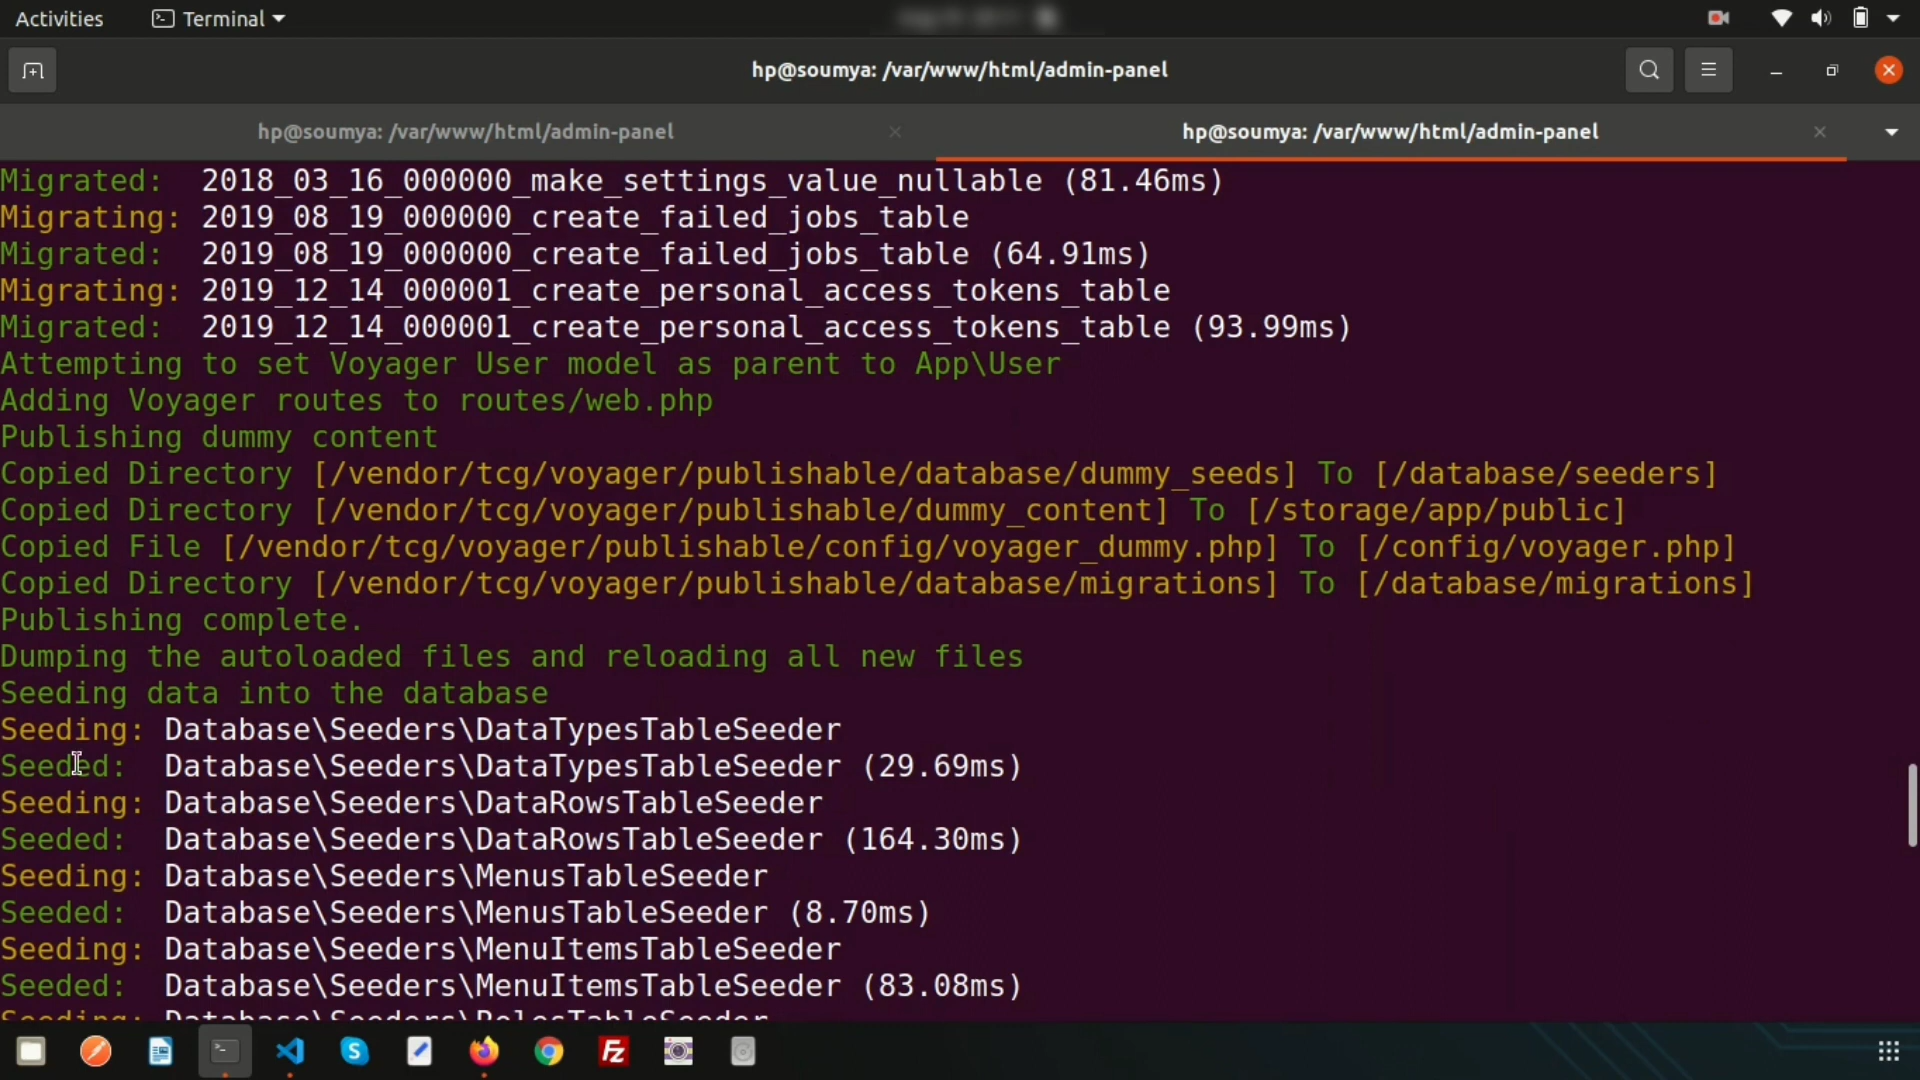 Activities
Terminal
hp@soumya: /var/www/html/admin-panel
hp@soumya: /var/www/html/admin-panel
hp@soumya: /var/www/html/admin-panel
Migrated:  2018_03_16_000000_make_settings_value_nullable (81.46ms)
Migrating: 2019_08_19_000000_create_failed_jobs_table
Migrated:  2019_08_19_000000_create_failed_jobs_table (64.91ms)
Migrating: 2019_12_14_000001_create_personal_access_tokens_table
Migrated:  2019_12_14_000001_create_personal_access_tokens_table (93.99ms)
Attempting to set Voyager User model as parent to App\User
Adding Voyager routes to routes/web.php
Publishing dummy content
Copied Directory [/vendor/tcg/voyager/publishable/database/dummy_seeds] To [/database/seeders]
Copied Directory [/vendor/tcg/voyager/publishable/dummy_content] To [/storage/app/public]
Copied File [/vendor/tcg/voyager/publishable/config/voyager_dummy.php] To [/config/voyager.php]
Copied Directory [/vendor/tcg/voyager/publishable/database/migrations] To [/database/migrations]
Publishing complete.
Dumping the autoloaded files and reloading all new files
Seeding data into the database
Seeding: Database\Seeders\DataTypesTableSeeder
Seeded:  Database\Seeders\DataTypesTableSeeder (29.69ms)
Seeding: Database\Seeders\DataRowsTableSeeder
Seeded:  Database\Seeders\DataRowsTableSeeder (164.30ms)
Seeding: Database\Seeders\MenusTableSeeder
Seeded:  Database\Seeders\MenusTableSeeder (8.70ms)
Seeding: Database\Seeders\MenuItemsTableSeeder
Seeded:  Database\Seeders\MenuItemsTableSeeder (83.08ms)
Seeding: Database\Seeders\RolesTableSeeder